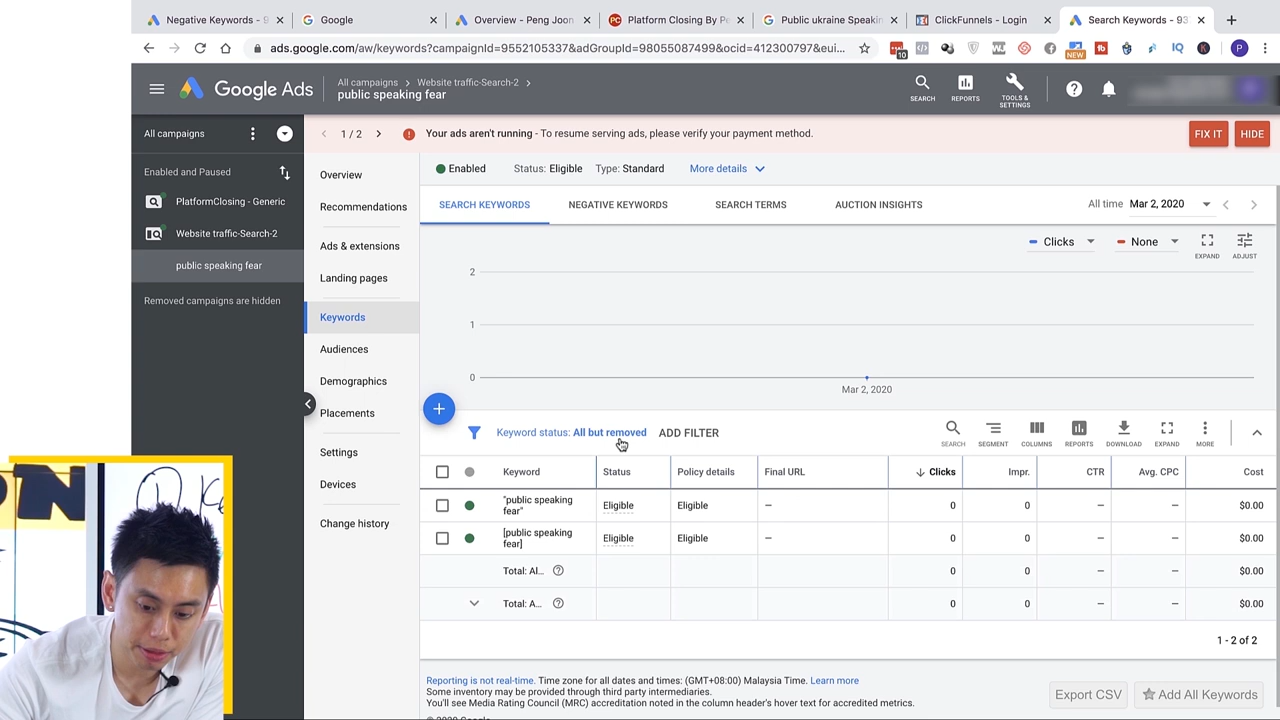 Negative Keywords - 9
Google
Overview - Peng Joon
Platform Closing By Pe
Public ukraine Speakin
ClickFunnels - Login
Search Keywords - 93
ads.google.com/aw/keywords?campaignId=9552105337&adGroupId=98055087499&ocid=412300797&eui...
10
NEW
IQ
K
P
Google Ads
All campaigns > Website traffic-Search-2 >
public speaking fear
SEARCH
REPORTS
TOOLS & SETTINGS
All campaigns
1 / 2
Your ads aren't running - To resume serving ads, please verify your payment method.
FIX IT
HIDE
Enabled and Paused
PlatformClosing - Generic
Website traffic-Search-2
public speaking fear
Removed campaigns are hidden
Overview
Recommendations
Ads & extensions
Landing pages
Keywords
Audiences
Demographics
Placements
Settings
Devices
Change history
Enabled
Status: Eligible
Type: Standard
More details
SEARCH KEYWORDS
NEGATIVE KEYWORDS
SEARCH TERMS
AUCTION INSIGHTS
All time
Mar 2, 2020
Clicks
None
EXPAND
ADJUST
2
1
0
Mar 2, 2020
Keyword status: All but removed
ADD FILTER
SEARCH
SEGMENT
COLUMNS
REPORTS
DOWNLOAD
EXPAND
MORE
Keyword
Status
Policy details
Final URL
Clicks
Impr.
CTR
Avg. CPC
Cost
"public speaking fear"
Eligible
Eligible
–
0
0
–
–
$0.00
[public speaking fear]
Eligible
Eligible
–
0
0
–
–
$0.00
Total: Al...
0
0
–
–
$0.00
Total: A...
0
0
–
–
$0.00
1 - 2 of 2
Reporting is not real-time. Time zone for all dates and times: (GMT+08:00) Malaysia Time. Learn more
Some inventory may be provided through third party intermediaries.
You'll see Media Rating Council (MRC) accreditation noted in the column header's hover text for accredited metrics.
Export CSV
Add All Keywords